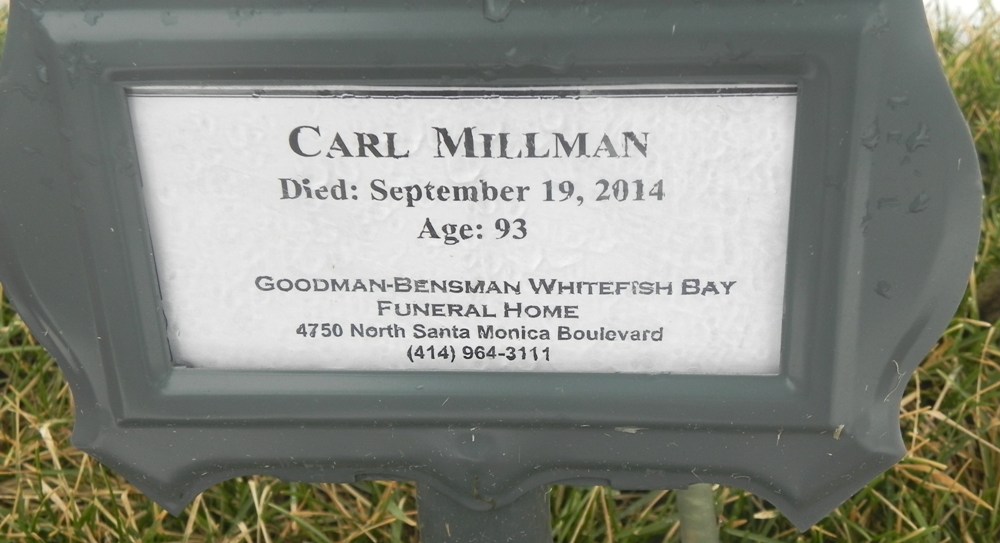 CARL MILLMAN
Died: September 19, 2014
Age: 93
GOODMAN-BENSMAN WHITEFISH BAY
FUNERAL HOME
4750 North Santa Monica Boulevard
(414) 964-3111